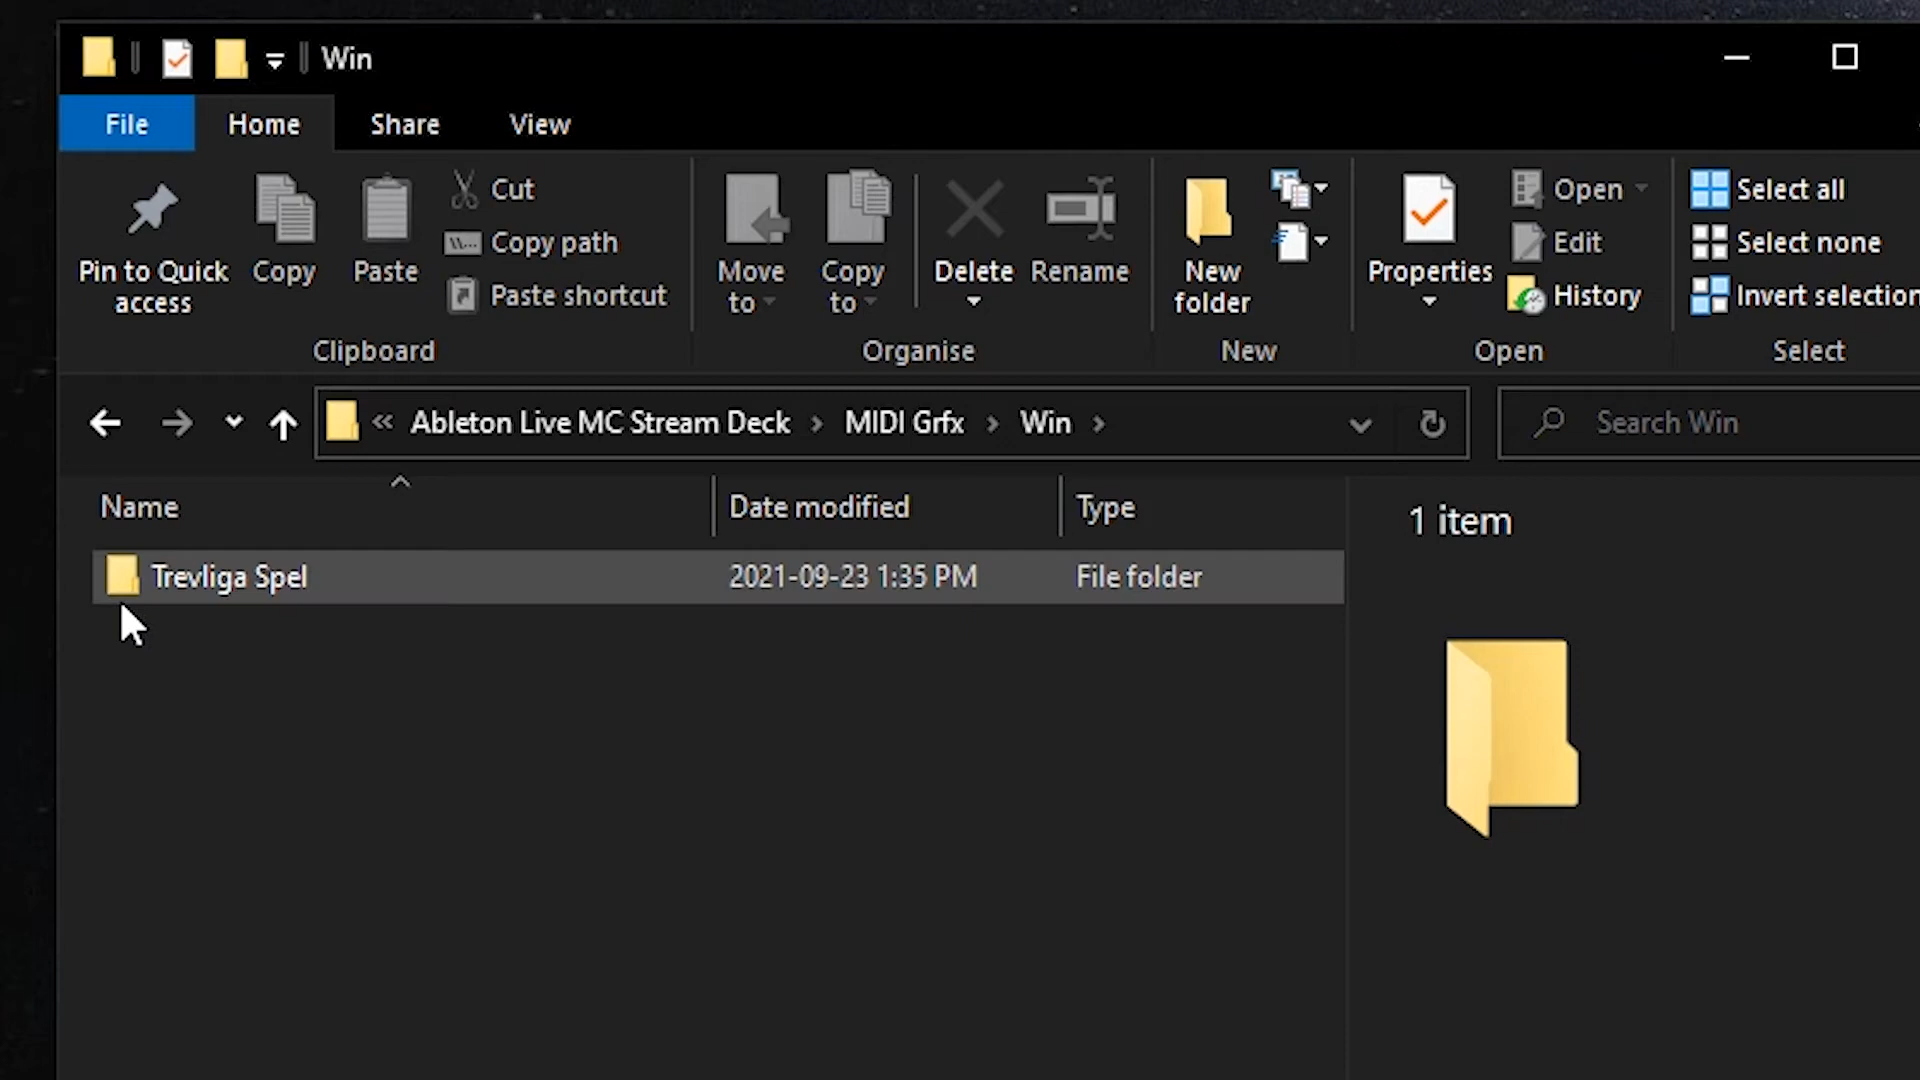 Win
File Home Share View
Pin to Quick access
Copy
Paste
Cut
Copy path
Paste shortcut
Clipboard
Move to
Copy to
Delete
Rename
Organise
New folder
New
Properties
Open
Edit
History
Open
Select all
Select none
Invert selection
Select
« Ableton Live MC Stream Deck › MIDI Grfx › Win ›
Search Win
Name Date modified Type
Trevliga Spel 2021-09-23 1:35 PM File folder
1 item